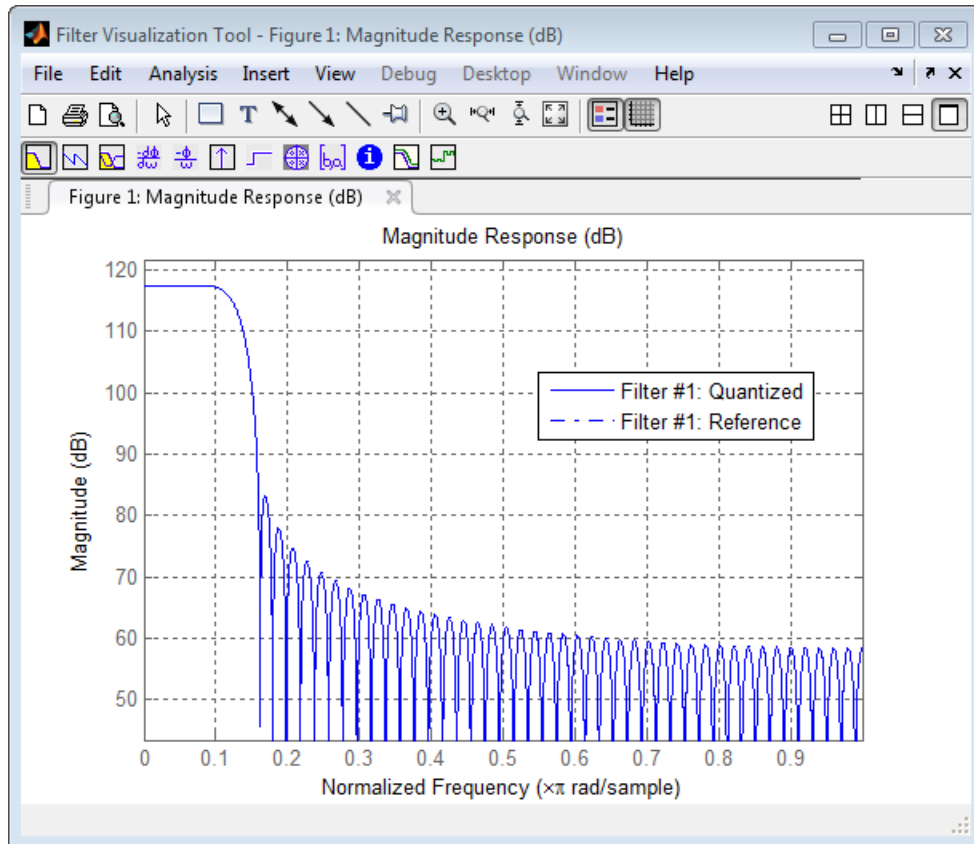 Filter Visualization Tool - Figure 1: Magnitude Response (dB)
File Edit Analysis Insert View Debug Desktop Window Help
Figure 1: Magnitude Response (dB)
Magnitude Response (dB)
120
110
100
90
80
70
60
50
Magnitude (dB)
Filter #1: Quantized
Filter #1: Reference
0 0.1 0.2 0.3 0.4 0.5 0.6 0.7 0.8 0.9
Normalized Frequency (×π rad/sample)